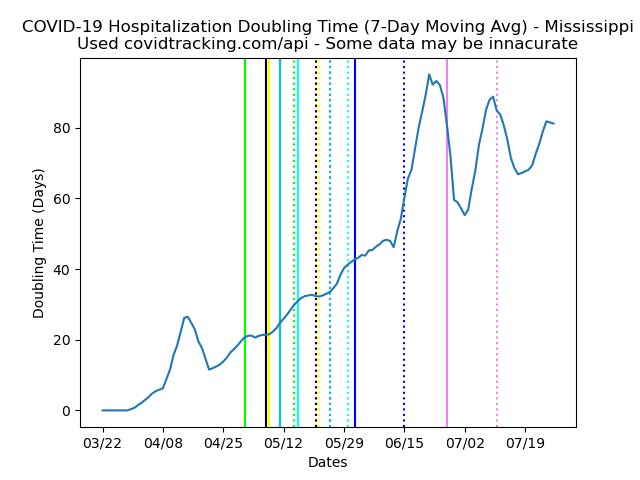 COVID-19 Hospitalization Doubling Time (7-Day Moving Avg) - Mississippi
Used covidtracking.com/api - Some data may be innacurate
Doubling Time (Days)
80
60
40
20
0
03/22 04/08 04/25 05/12 05/29 06/15 07/02 07/19
Dates